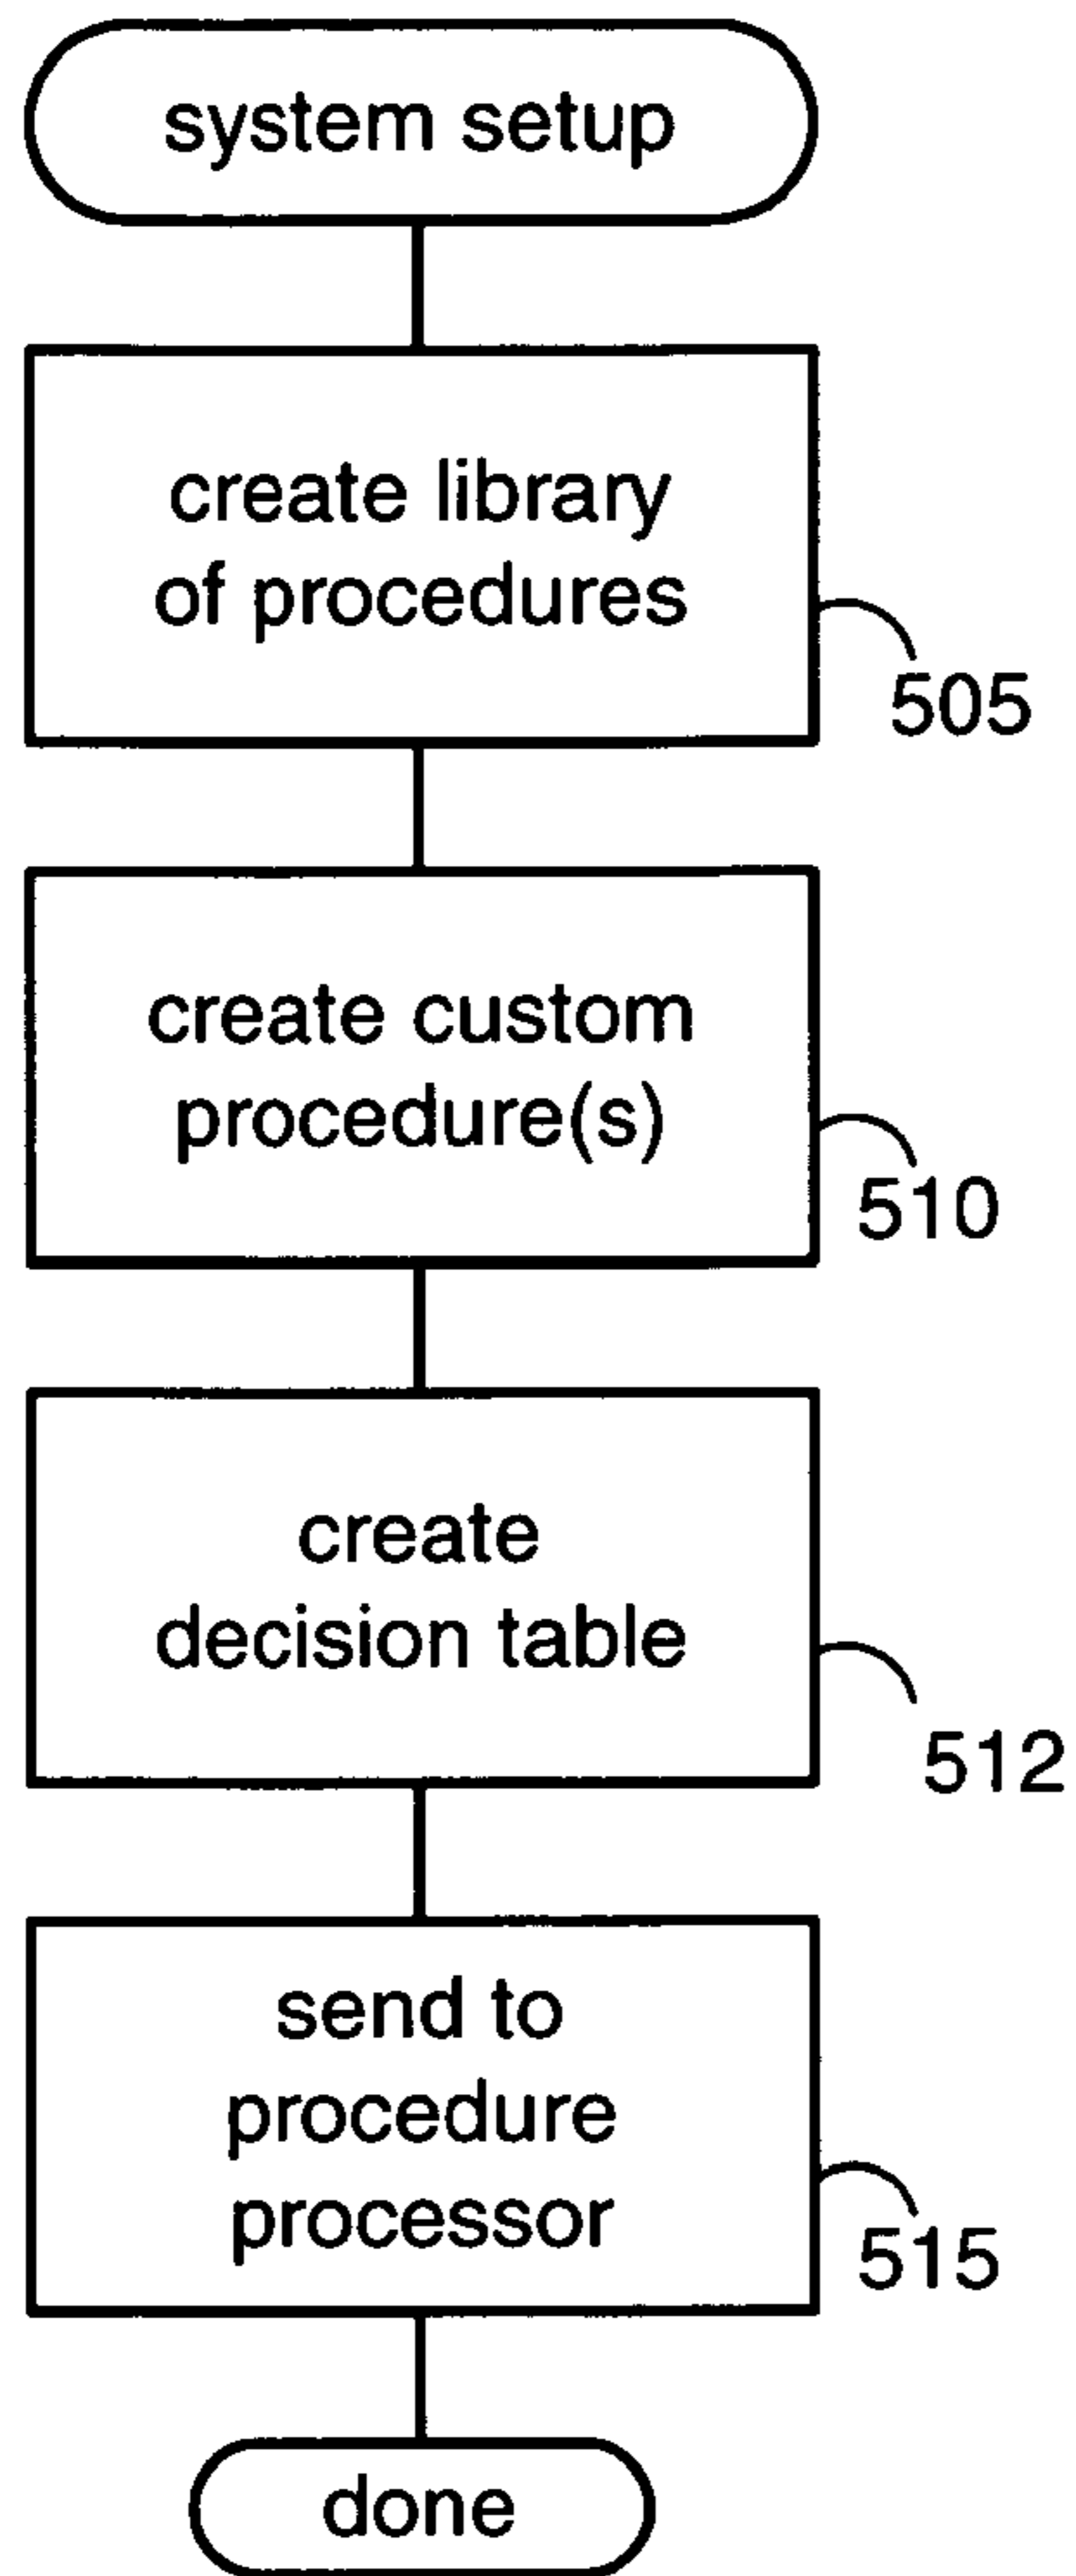 system setup
create library
of procedures
505
create custom
procedure(s)
510
create
decision table
512
send to
procedure
processor
515
done